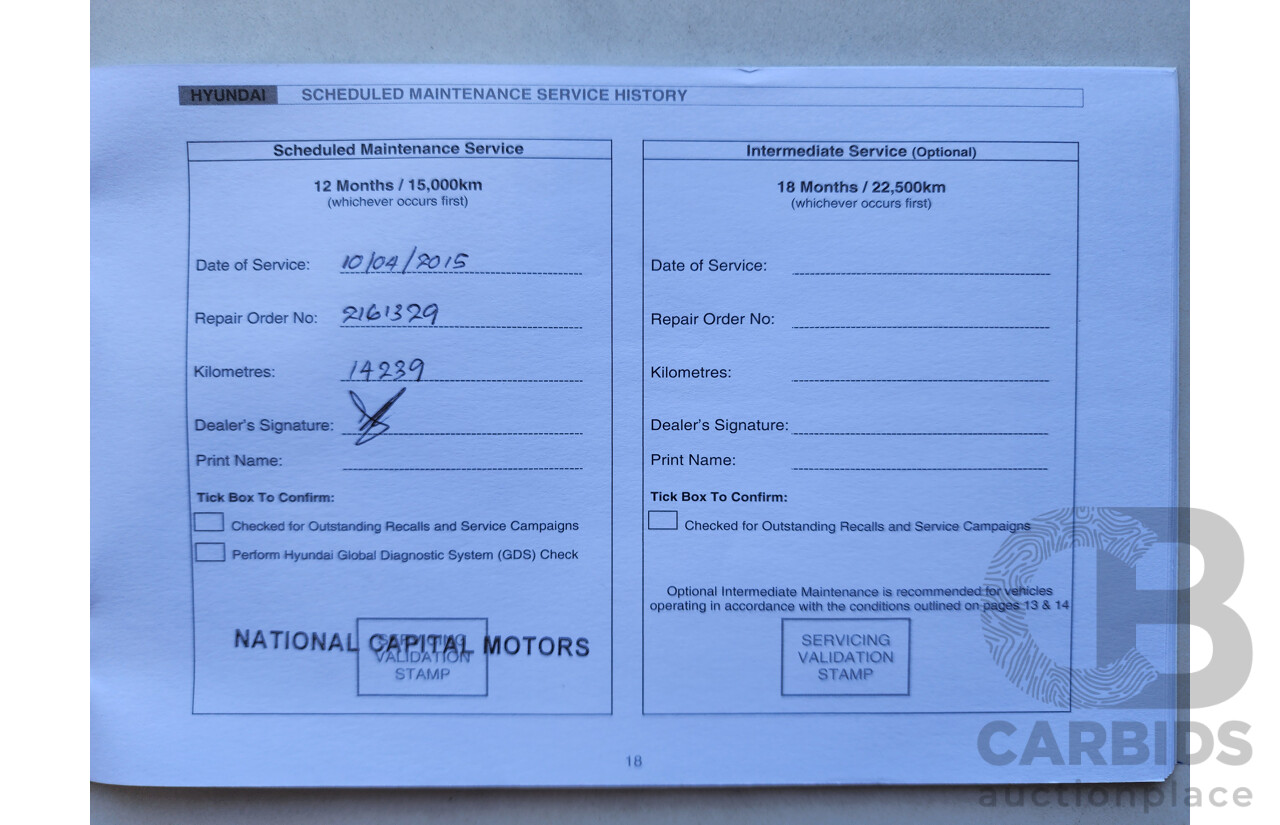 HYUNDAI SCHEDULED MAINTENANCE SERVICE HISTORY
Scheduled Maintenance Service
12 Months / 15,000km
(whichever occurs first)
Date of Service: 10/04/2015
Repair Order No: 2161329
Kilometres: 14239
Dealer's Signature:
Print Name:
Tick Box To Confirm:
Checked for Outstanding Recalls and Service Campaigns
Perform Hyundai Global Diagnostic System (GDS) Check
NATIONAL CAPITAL MOTORS
SERVICING
VALIDATION
STAMP
Intermediate Service (Optional)
18 Months / 22,500km
(whichever occurs first)
Date of Service:
Repair Order No:
Kilometres:
Dealer's Signature:
Print Name:
Tick Box To Confirm:
Checked for Outstanding Recalls and Service Campaigns
Optional Intermediate Maintenance is recommended for vehicles
operating in accordance with the conditions outlined on pages 13 & 14
SERVICING
VALIDATION
STAMP
18
CB
CARBIDS
auctionplace